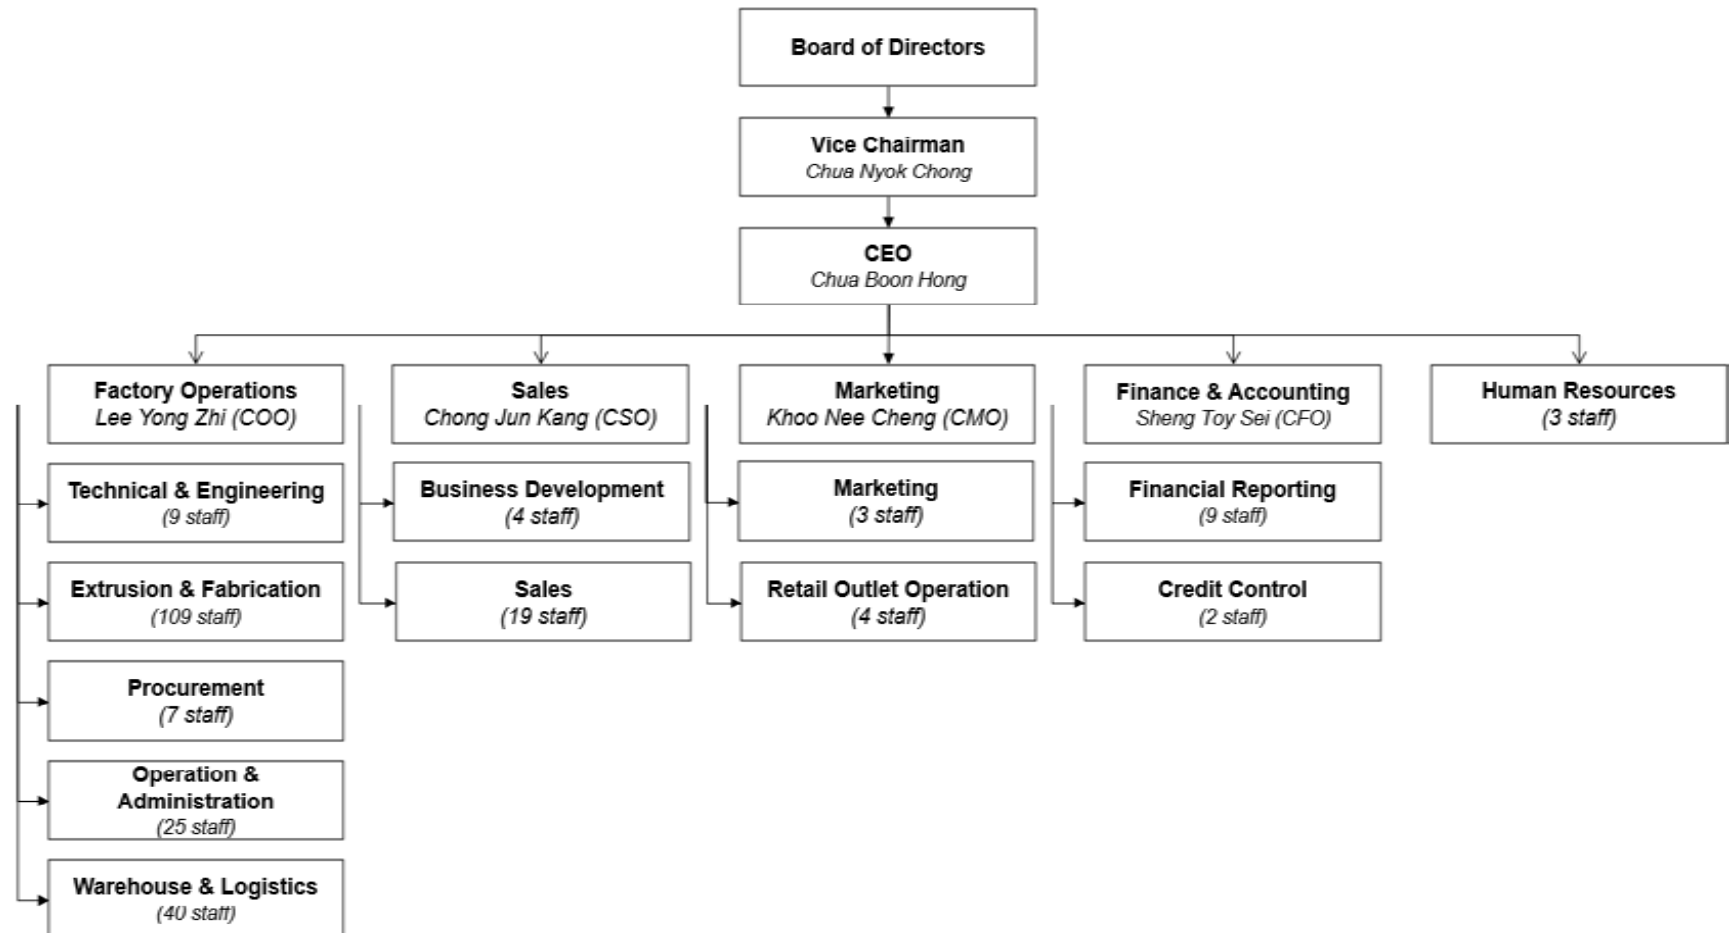 Board of Directors
Vice Chairman
Chua Nyok Chong
CEO
Chua Boon Hong
Factory Operations
Lee Yong Zhi (COO)
Sales
Chong Jun Kang (CSO)
Marketing
Khoo Nee Cheng (CMO)
Finance & Accounting
Sheng Toy Sei (CFO)
Human Resources
(3 staff)
Technical & Engineering
(9 staff)
Business Development
(4 staff)
Marketing
(3 staff)
Financial Reporting
(9 staff)
Extrusion & Fabrication
(109 staff)
Sales
(19 staff)
Retail Outlet Operation
(4 staff)
Credit Control
(2 staff)
Procurement
(7 staff)
Operation &
Administration
(25 staff)
Warehouse & Logistics
(40 staff)